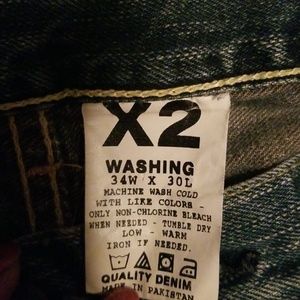 X2
WASHING
34W X 30L
MACHINE WASH COLD
WITH LIKE COLORS -
ONLY NON-CHLORINE BLEACH
WHEN NEEDED - TUMBLE DRY
LOW - WARM
IRON IF NEEDED.
QUALITY DENIM
MADE IN PAKISTAN